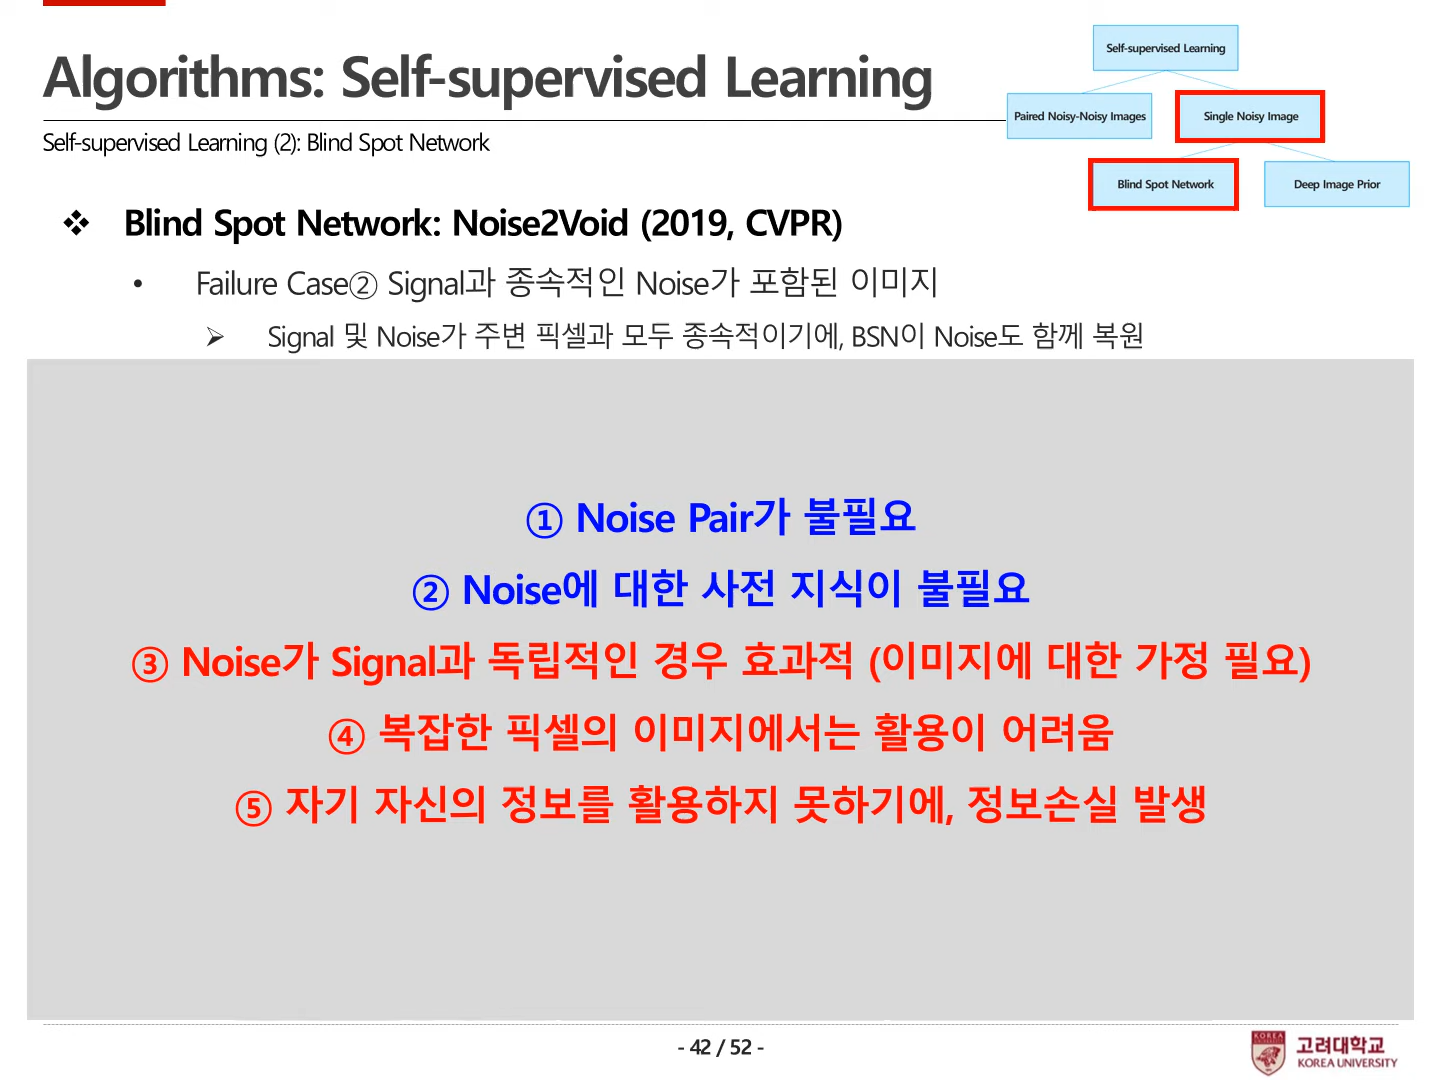 Algorithms: Self-supervised Learning
Self-supervised Learning (2): Blind Spot Network
Self-supervised Learning
Paired Noisy-Noisy Images
Single Noisy Image
Blind Spot Network
Deep Image Prior
❖ Blind Spot Network: Noise2Void (2019, CVPR)
• Failure Case② Signal과 종속적인 Noise가 포함된 이미지
➢ Signal 및 Noise가 주변 픽셀과 모두 종속적이기에, BSN이 Noise도 함께 복원
① Noise Pair가 불필요
② Noise에 대한 사전 지식이 불필요
③ Noise가 Signal과 독립적인 경우 효과적 (이미지에 대한 가정 필요)
④ 복잡한 픽셀의 이미지에서는 활용이 어려움
⑤ 자기 자신의 정보를 활용하지 못하기에, 정보손실 발생
- 42 / 52 -
KOREA
고려대학교
KOREA UNIVERSITY